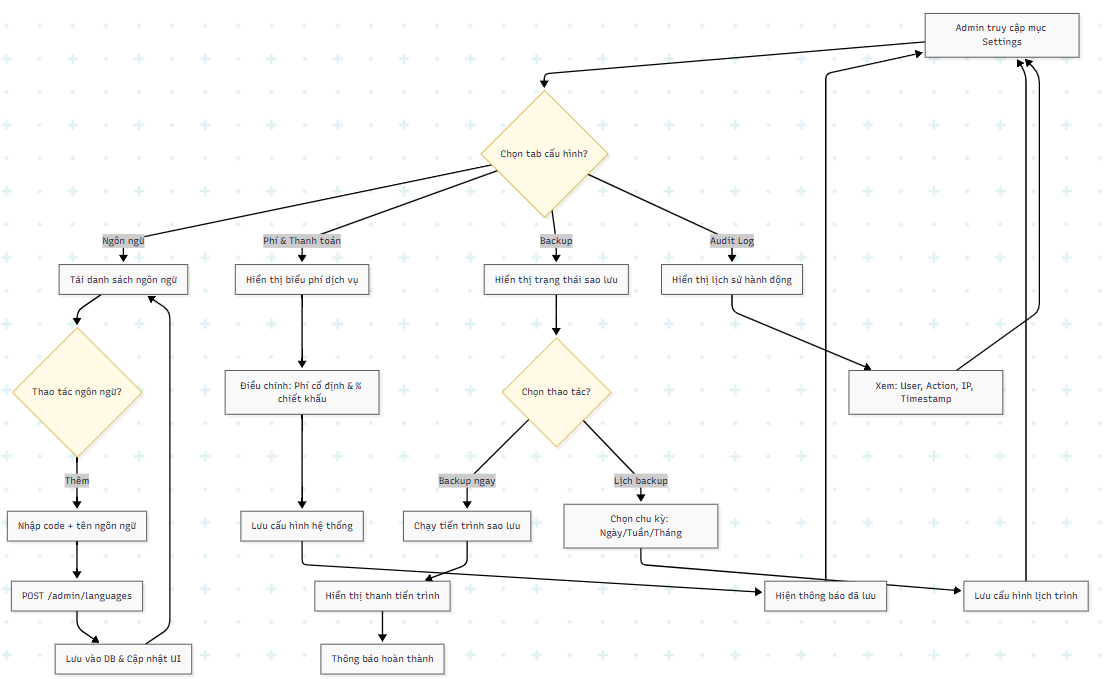 Admin truy cập mục
Settings
Chọn tab cấu hình?
Ngôn ngữ
Phí & Thanh toán
Backup
Audit Log
Tải danh sách ngôn ngữ
Hiển thị biểu phí dịch vụ
Hiển thị trạng thái sao lưu
Hiển thị lịch sử hành động
Thao tác ngôn ngữ?
Điều chỉnh: Phí cố định & %
chiết khấu
Chọn thao tác?
Xem: User, Action, IP,
Timestamp
Thêm
Backup ngay
Lịch backup
Nhập code + tên ngôn ngữ
Lưu cấu hình hệ thống
Chạy tiến trình sao lưu
Chọn chu kỳ:
Ngày/Tuần/Tháng
POST /admin/languages
Hiển thị thanh tiến trình
Hiện thông báo đã lưu
Lưu cấu hình lịch trình
Lưu vào DB & Cập nhật UI
Thông báo hoàn thành